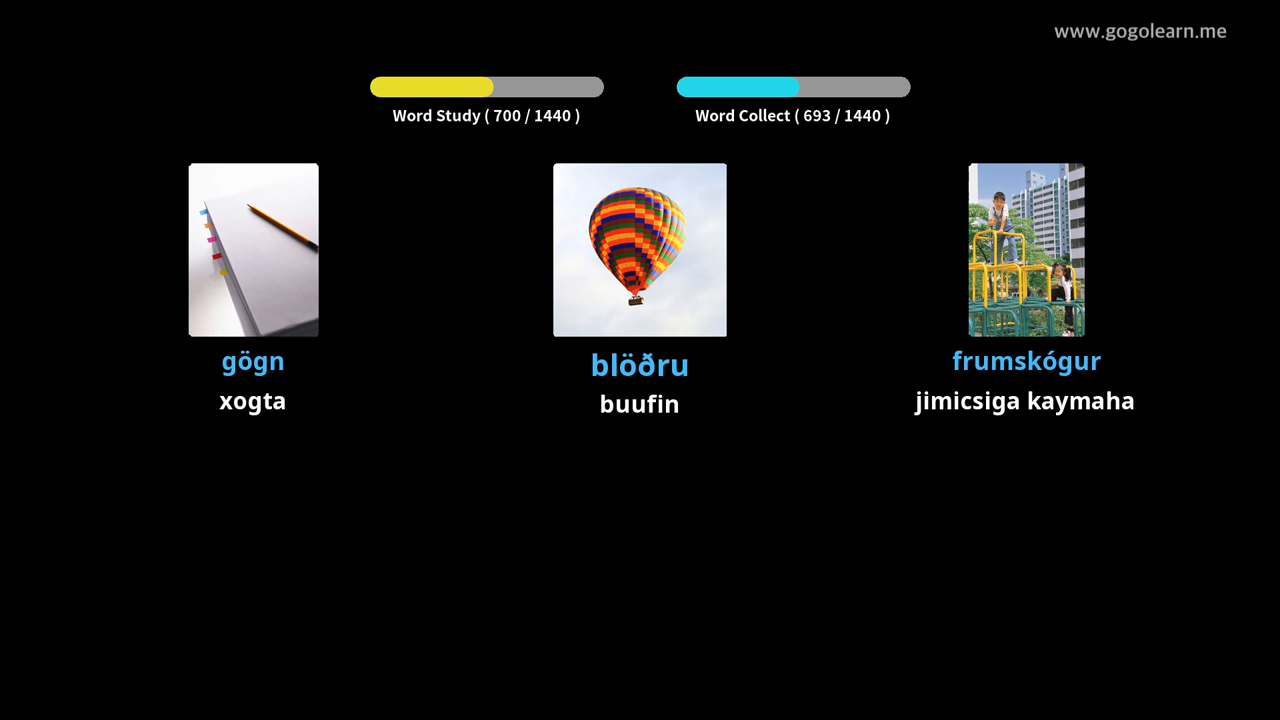 www.gogolearn.me
Word Study ( 700 / 1440 )
Word Collect ( 693 / 1440 )
gögn
xogta
blöðru
buufin
frumskógur
jimicsiga kaymaha